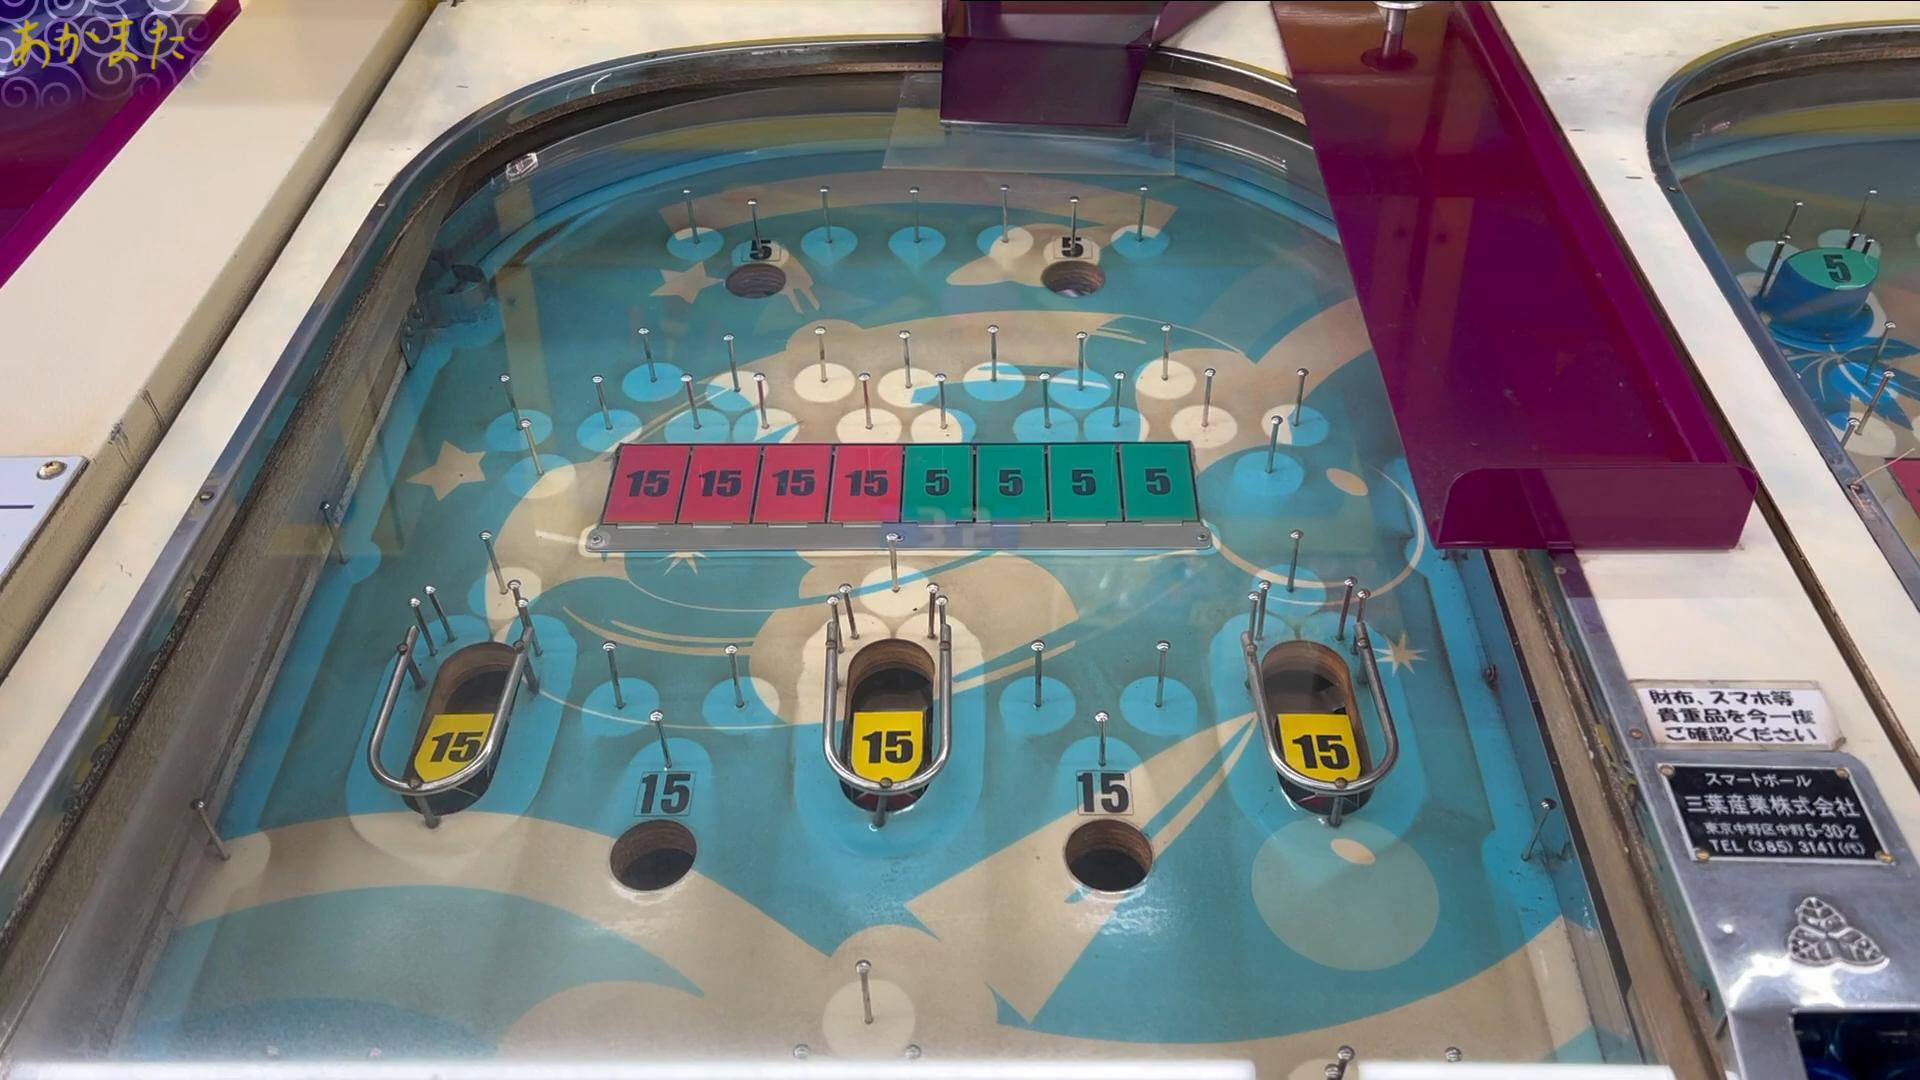 あかまた
5
5
5
15 15 15 15 5 5 5 5
15
15
15
15
15
財布、スマホ等
貴重品を今一度
ご確認ください
スマートボール
三葉産業株式会社
東京中野区中野5-30-2
TEL (385) 3141(代)